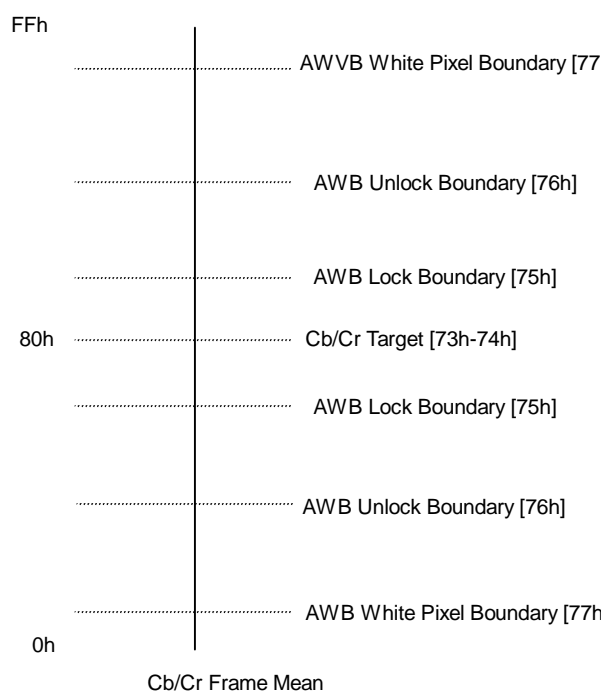 FFh
AWVB White Pixel Boundary [77
AWB Unlock Boundary [76h]
AWB Lock Boundary [75h]
80h Cb/Cr Target [73h-74h]
AWB Lock Boundary [75h]
AWB Unlock Boundary [76h]
AWB White Pixel Boundary [77h
0h
Cb/Cr Frame Mean